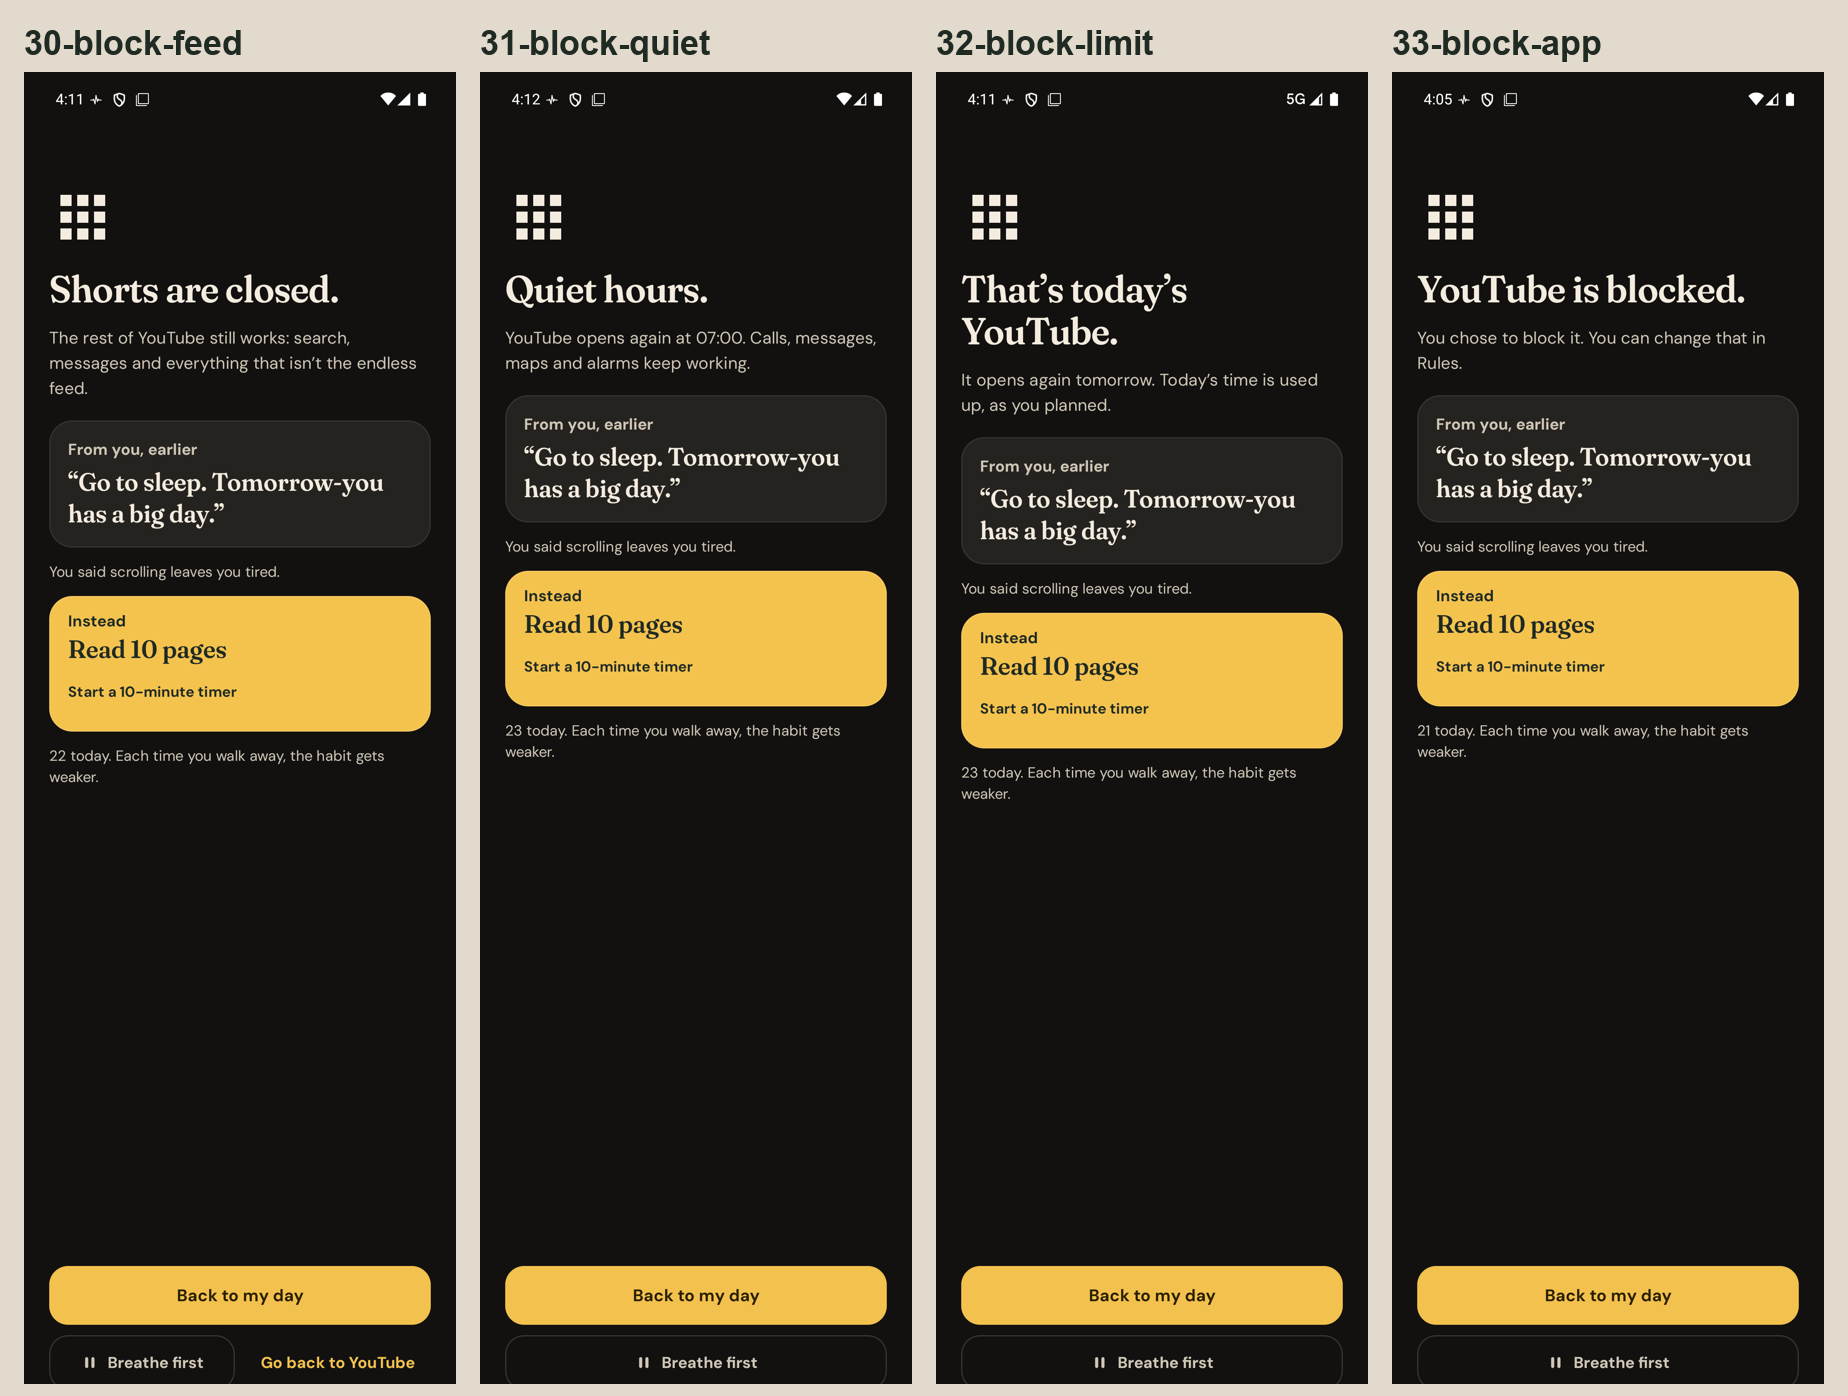 30-block-feed
4:11
Shorts are closed.
The rest of YouTube still works: search,
messages and everything that isn’t the endless
feed.
From you, earlier
“Go to sleep. Tomorrow-you
has a big day.”
You said scrolling leaves you tired.
Instead
Read 10 pages
Start a 10-minute timer
22 today. Each time you walk away, the habit gets
weaker.
Back to my day
Breathe first
Go back to YouTube
31-block-quiet
4:12
Quiet hours.
YouTube opens again at 07:00. Calls, messages,
maps and alarms keep working.
From you, earlier
“Go to sleep. Tomorrow-you
has a big day.”
You said scrolling leaves you tired.
Instead
Read 10 pages
Start a 10-minute timer
23 today. Each time you walk away, the habit gets
weaker.
Back to my day
Breathe first
32-block-limit
4:11
5G
That’s today’s
YouTube.
It opens again tomorrow. Today’s time is used
up, as you planned.
From you, earlier
“Go to sleep. Tomorrow-you
has a big day.”
You said scrolling leaves you tired.
Instead
Read 10 pages
Start a 10-minute timer
23 today. Each time you walk away, the habit gets
weaker.
Back to my day
Breathe first
33-block-app
4:05
YouTube is blocked.
You chose to block it. You can change that in
Rules.
From you, earlier
“Go to sleep. Tomorrow-you
has a big day.”
You said scrolling leaves you tired.
Instead
Read 10 pages
Start a 10-minute timer
21 today. Each time you walk away, the habit gets
weaker.
Back to my day
Breathe first